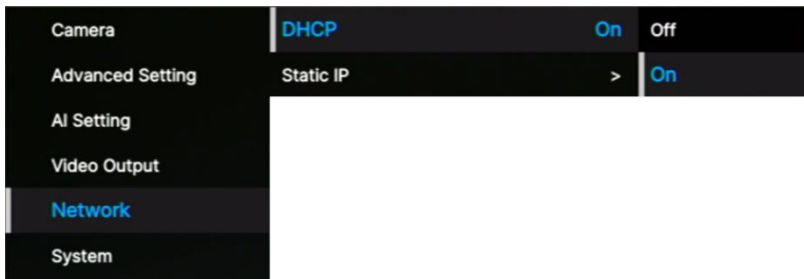 Camera
Advanced Setting
AI Setting
Video Output
Network
System
DHCP On
Static IP >
Off
On